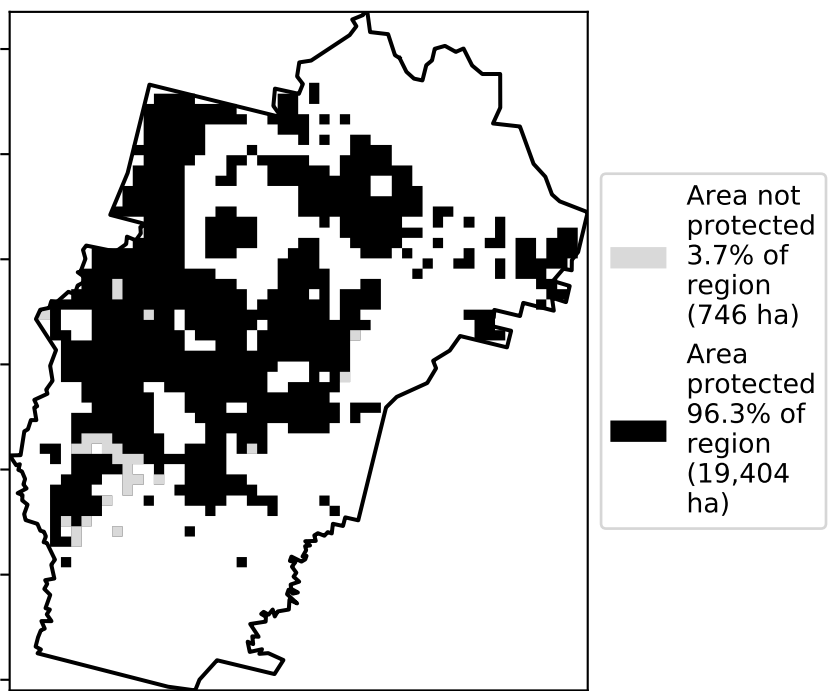 Area not
protected
3.7% of
region
(746 ha)
Area
protected
96.3% of
region
(19,404
ha)